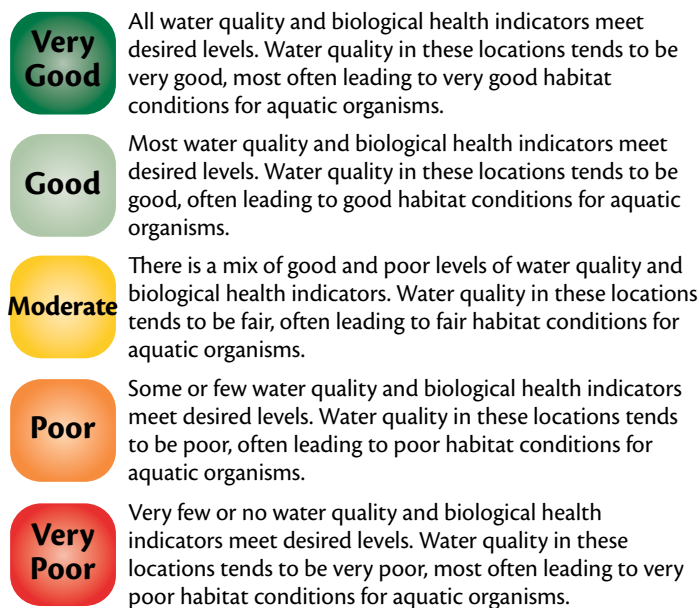 Very
Good
All water quality and biological health indicators meet
desired levels. Water quality in these locations tends to be
very good, most often leading to very good habitat
conditions for aquatic organisms.
Good
Most water quality and biological health indicators meet
desired levels. Water quality in these locations tends to be
good, often leading to good habitat conditions for aquatic
organisms.
Moderate
There is a mix of good and poor levels of water quality and
biological health indicators. Water quality in these locations
tends to be fair, often leading to fair habitat conditions for
aquatic organisms.
Poor
Some or few water quality and biological health indicators
meet desired levels. Water quality in these locations tends
to be poor, often leading to poor habitat conditions for
aquatic organisms.
Very
Poor
Very few or no water quality and biological health
indicators meet desired levels. Water quality in these
locations tends to be very poor, most often leading to very
poor habitat conditions for aquatic organisms.